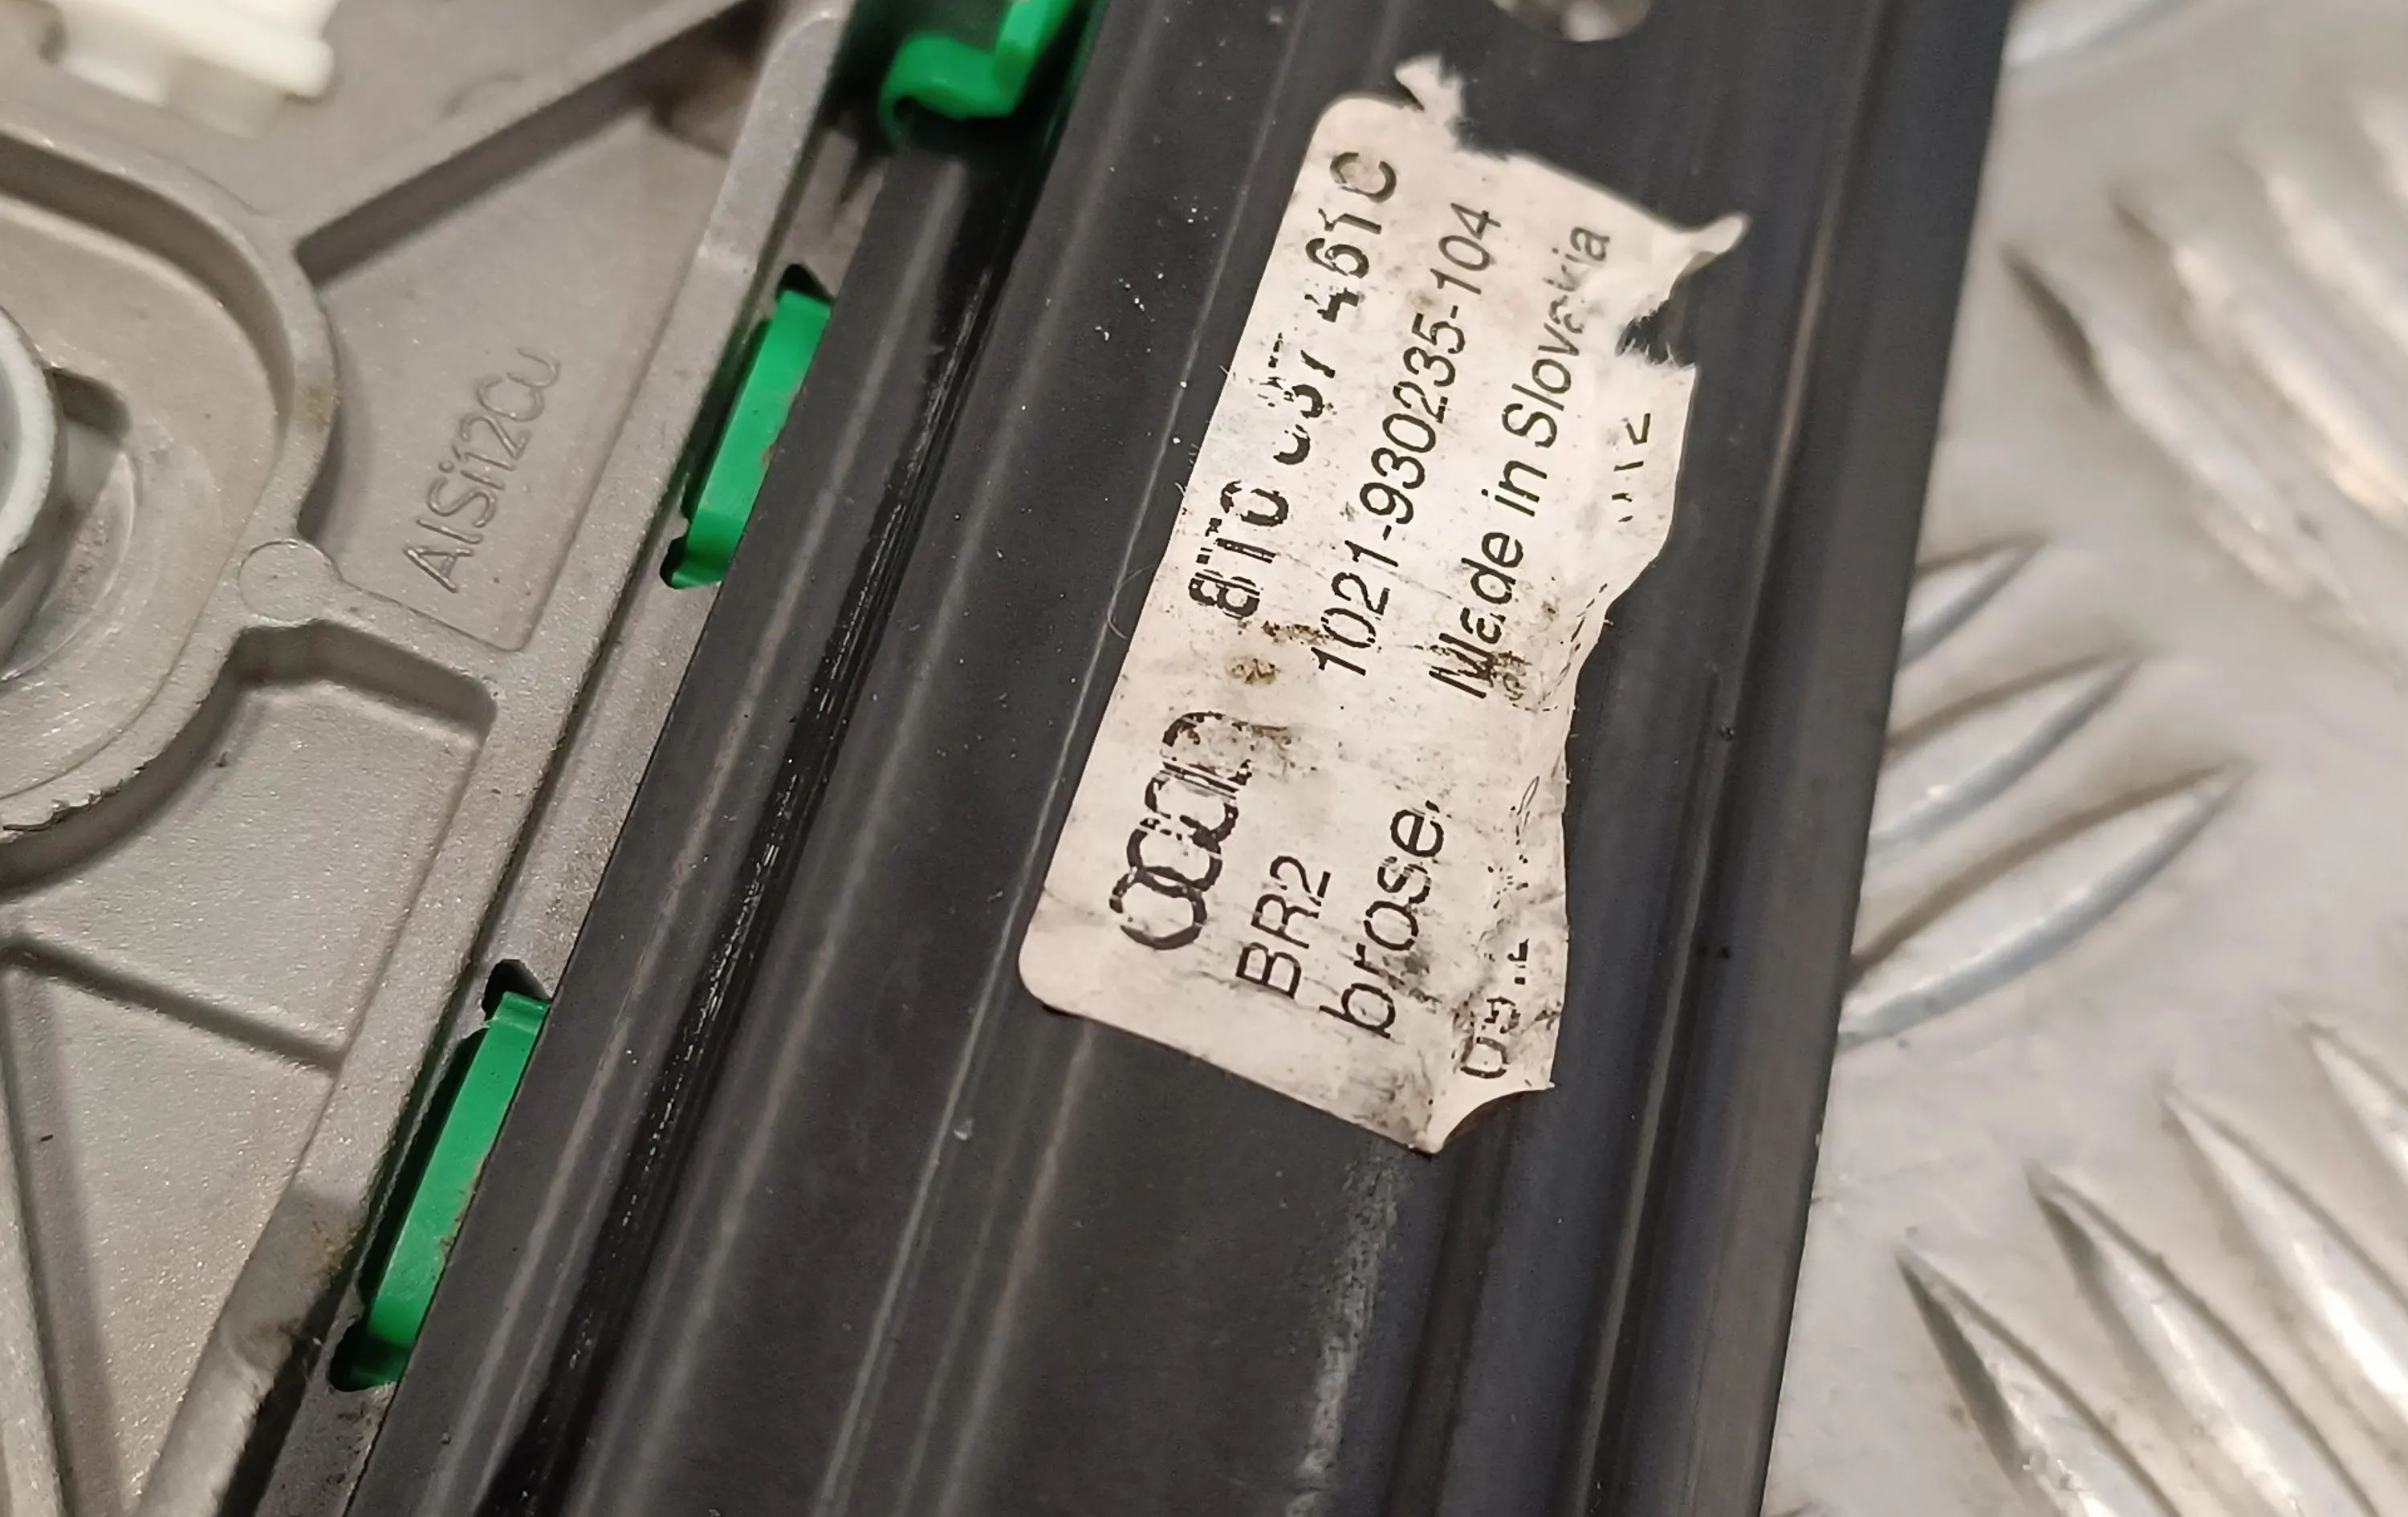 AlSi12Cu
8T0 837 461C
BR2 1021-930235-104
brose Made in Slovakia